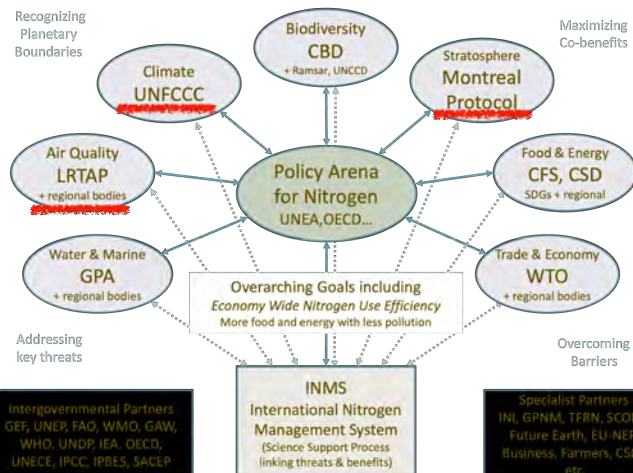 Recognizing
Planetary
Boundaries
Maximizing
Co-benefits
Biodiversity
CBD
+ Ramsar, UNCCD
Climate
UNFCCC
Stratosphere
Montreal
Protocol
Air Quality
LRTAP
+ regional bodies
Policy Arena
for Nitrogen
UNEA,OECD...
Food & Energy
CFS, CSD
SDGs + regional
Water & Marine
GPA
+ regional bodies
Trade & Economy
WTO
+ regional bodies
Overarching Goals including
Economy Wide Nitrogen Use Efficiency
More food and energy with less pollution
Addressing
key threats
Overcoming
Barriers
INMS
International Nitrogen
Management System
(Science Support Process
linking threats & benefits)
Intergovernmental Partners
GEF, UNEP, FAO, WMO, GAW,
WHO. UNDP, IEA. OECD,
UNECE, IPCC, IPBES, SACEP
Specialist Partners
INI, GPNM, TFRN,
Future Earth,
Business, Farmers,
etc